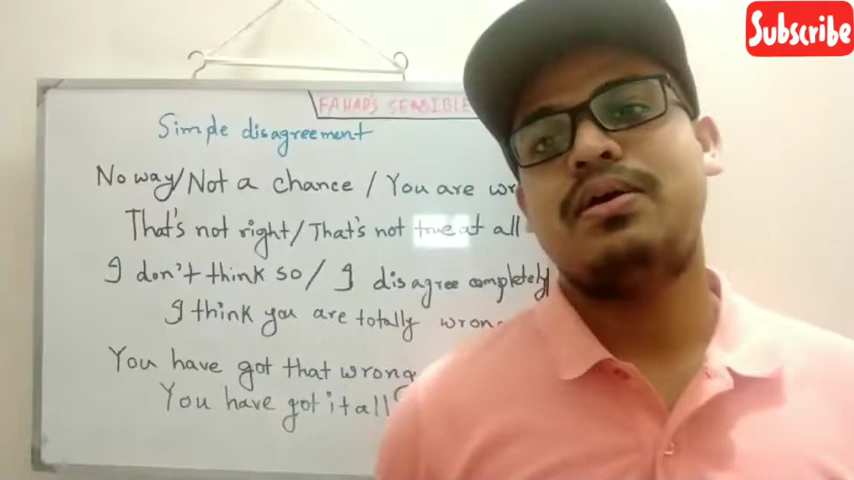 Subscribe
FAHAD'S SENSIBLE
Simple disagreement
No way/Not a chance / You are
That's not right/That's not true at all
I don't think so/ I disagree completely
I think you are totally
You have got that wrong
You have got it all